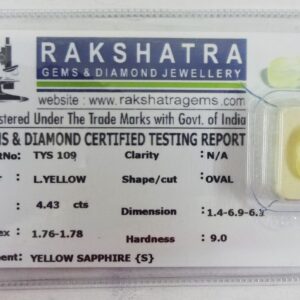 RAKSHATRA
GEMS & DIAMOND JEWELLERY
website : www.rakshatragems.com
stered Under The Trade Marks with Govt. of India
S & DIAMOND CERTIFIED TESTING REPORT
No: TYS 109 Clarity : N/A
L.YELLOW Shape/cut : OVAL
4.43 cts Dimension : 1.4-6.9-6.
ex : 1.76-1.78 Hardness : 9.0
ent: YELLOW SAPPHIRE {S}